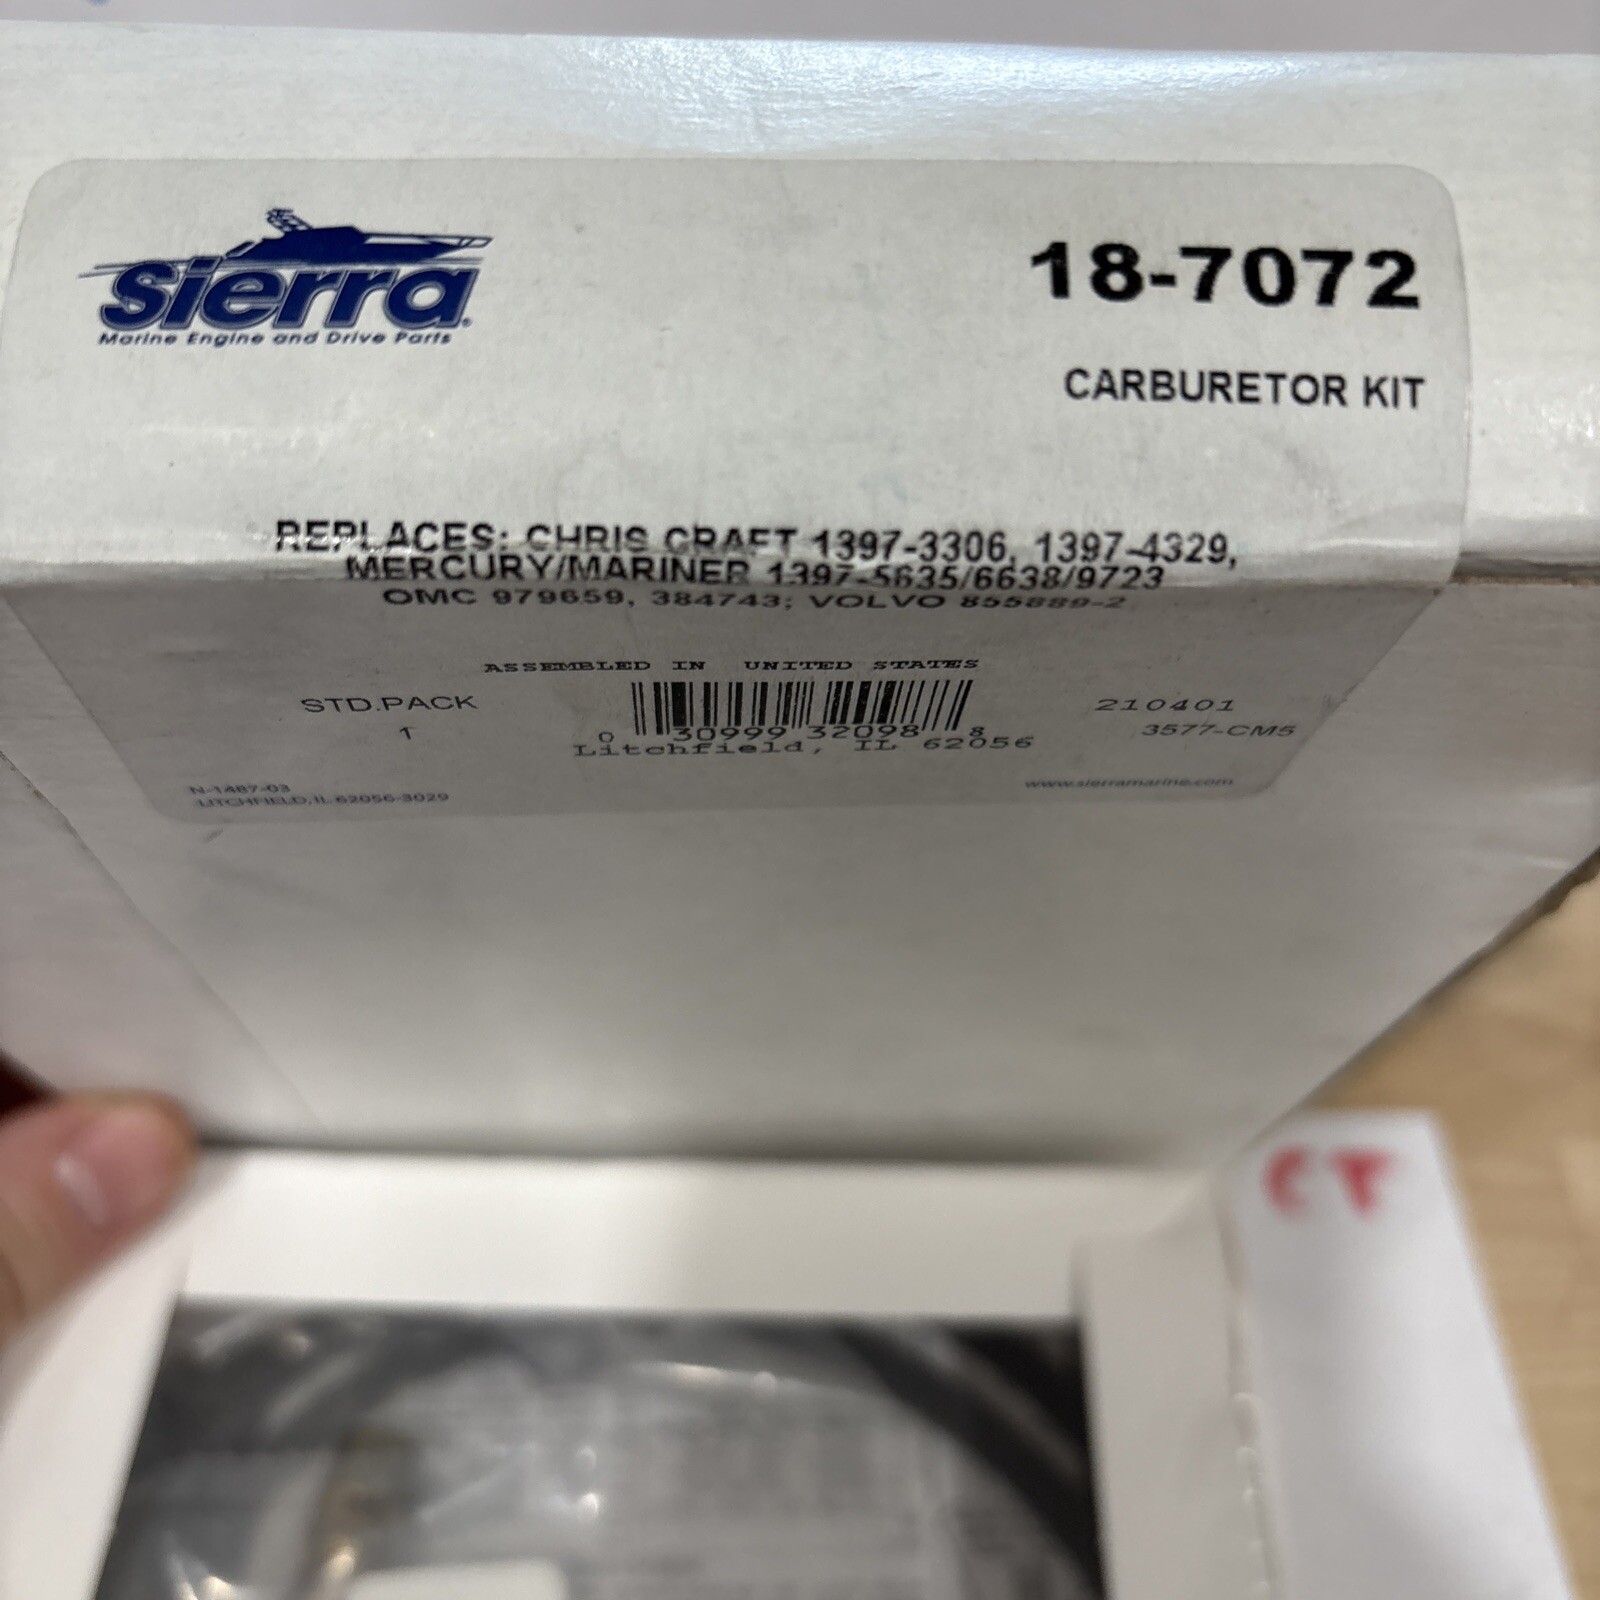 Sierra
Marine Engine and Drive Parts
18-7072
CARBURETOR KIT
REPLACES: CHRIS CRAFT 1397-3306, 1397-4329,
MERCURY/MARINER 1397-5635/6638/9723
OMC 979659, 384743; VOLVO 855889-2
ASSEMBLED IN UNITED STATES
STD.PACK
1
0 30999 32098 8
Litchfield, IL 62056
210401
3577-CM5
N-1487-03
LITCHFIELD, IL 62056-3029
www.sierramarine.com